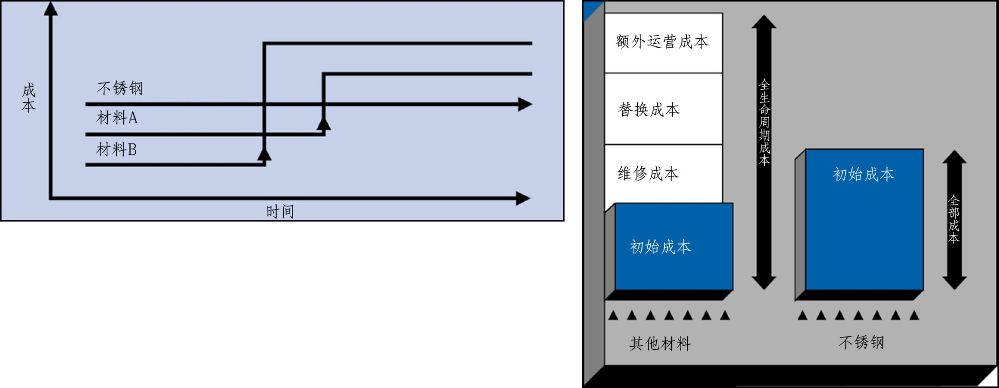 成本
不锈钢
材料A
材料B
时间
额外运营成本
替换成本
维修成本
初始成本
全生命周期成本
初始成本
全部成本
其他材料
不锈钢